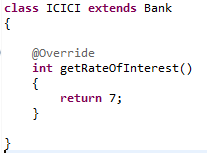 class ICICI extends Bank
{
@Override
int getRateOfInterest()
{
return 7;
}
}